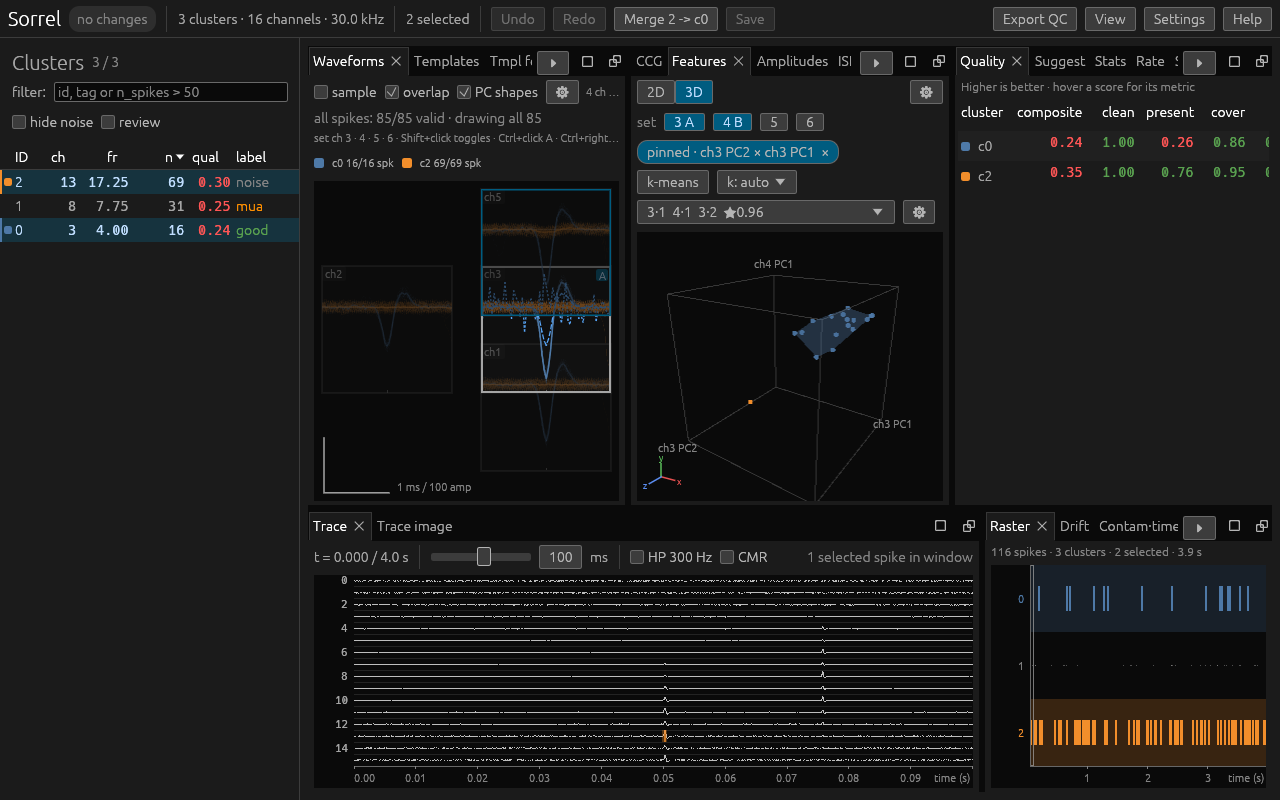 Sorrel no changes 3 clusters · 16 channels · 30.0 kHz 2 selected Undo Redo Merge 2 -> c0 Save Export QC View Settings Help
Clusters 3 / 3
filter: id, tag or n_spikes > 50
hide noise review
ID ch fr n qual label
2 13 17.25 69 0.30 noise
1 8 7.75 31 0.25 mua
0 3 4.00 16 0.24 good
Waveforms Templates Tmpl f
sample overlap PC shapes 4 ch ...
all spikes: 85/85 valid · drawing all 85
set ch 3 · 4 · 5 · 6 · Shift+click toggles · Ctrl+click A · Ctrl+right...
c0 16/16 spk c2 69/69 spk
ch5
ch2
ch3 A
ch1
1 ms / 100 amp
CCG Features Amplitudes ISI
2D 3D
set 3 A 4 B 5 6
pinned · ch3 PC2 × ch3 PC1 ×
k-means k: auto
3·1 4·1 3·2 ★0.96
ch4 PC1
ch3 PC1
ch3 PC2
y
z x
Quality Suggest Stats Rate
Higher is better · hover a score for its metric
cluster composite clean present cover
c0 0.24 1.00 0.26 0.86
c2 0.35 1.00 0.76 0.95
Trace Trace image
t = 0.000 / 4.0 s 100 ms HP 300 Hz CMR 1 selected spike in window
0
2
4
6
8
10
12
14
0.00 0.01 0.02 0.03 0.04 0.05 0.06 0.07 0.08 0.09 time (s)
Raster Drift Contam-time
116 spikes · 3 clusters · 2 selected · 3.9 s
0
1
2
1 2 3 time (s)